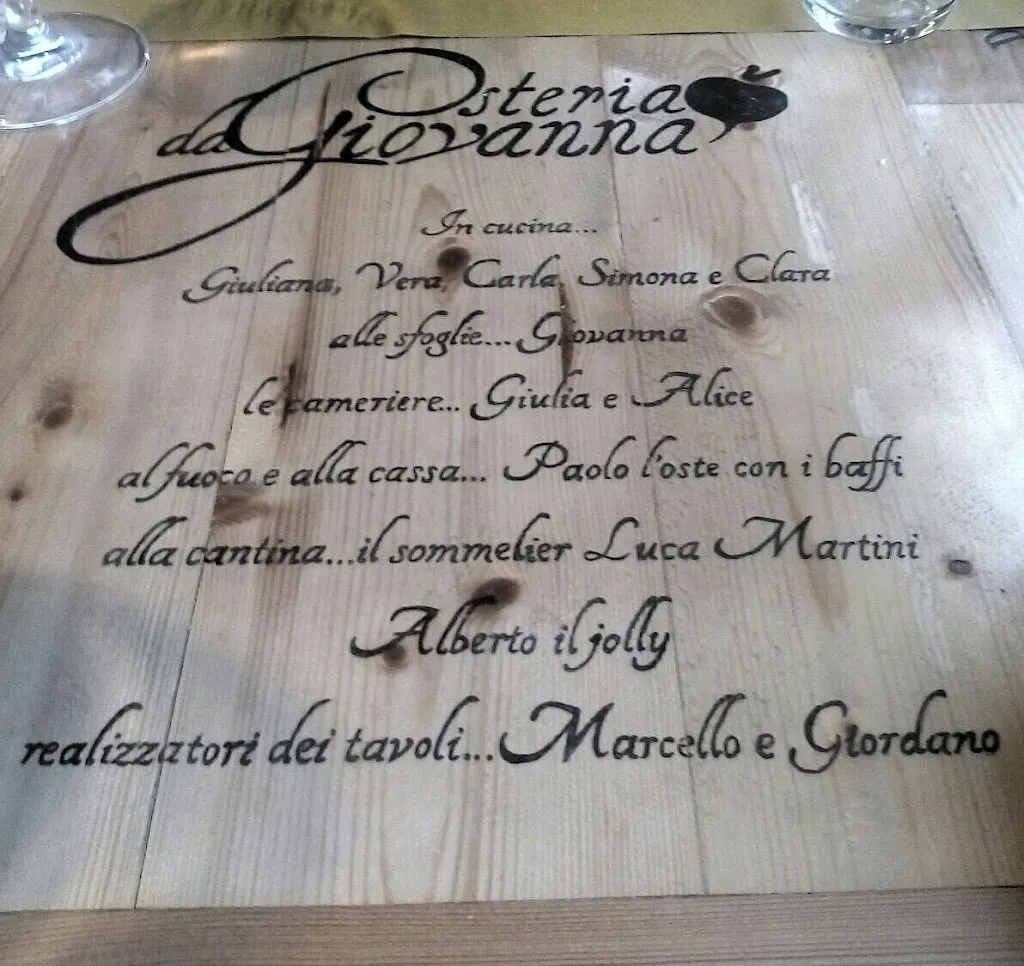 Osteria
da Giovanna
In cucina...
Giuliana, Vera, Carla, Simona e Clara
alle sfoglie... Giovanna
le cameriere... Giulia e Alice
al fuoco e alla cassa... Paolo l'oste con i baffi
alla cantina...il sommelier Luca Martini
Alberto il jolly
realizzatori dei tavoli... Marcello e Giordano